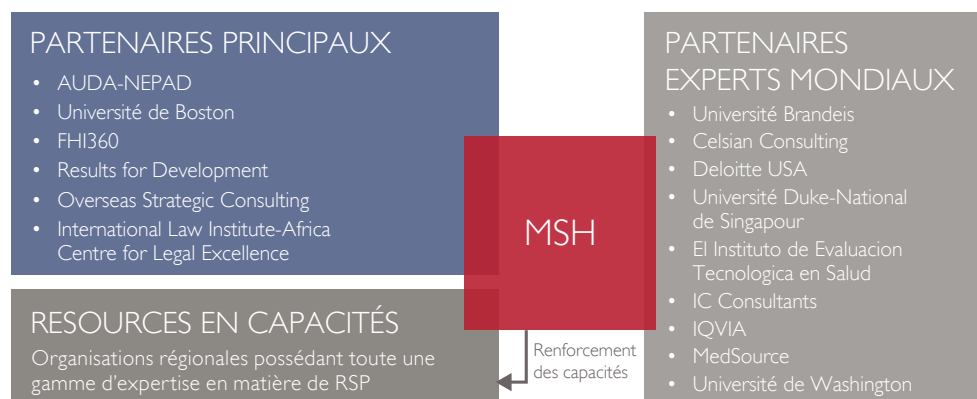 PARTENAIRES PRINCIPAUX
• AUDA-NEPAD
• Université de Boston
• FHI360
• Results for Development
• Overseas Strategic Consulting
• International Law Institute-Africa
Centre for Legal Excellence
RESOURCES EN CAPACITÉS
Organisations régionales possédant toute une
gamme d'expertise en matière de RSP
MSH
Renforcement
des capacités
PARTENAIRES
EXPERTS MONDIAUX
• Université Brandeis
• Celsian Consulting
• Deloitte USA
• Université Duke-National
de Singapour
• El Instituto de Evaluacion
Tecnologica en Salud
• IC Consultants
• IQVIA
• MedSource
• Université de Washington